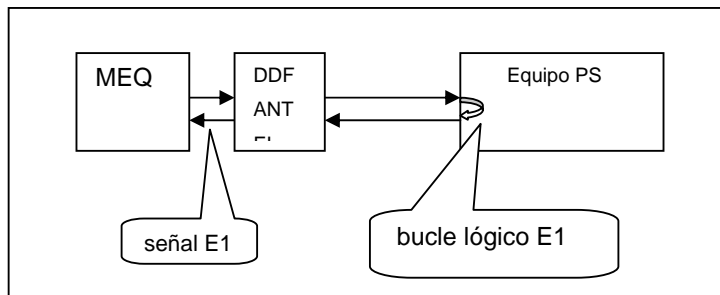 MEQ
DDF
ANT
Equipo PS
señal E1
bucle lógico E1